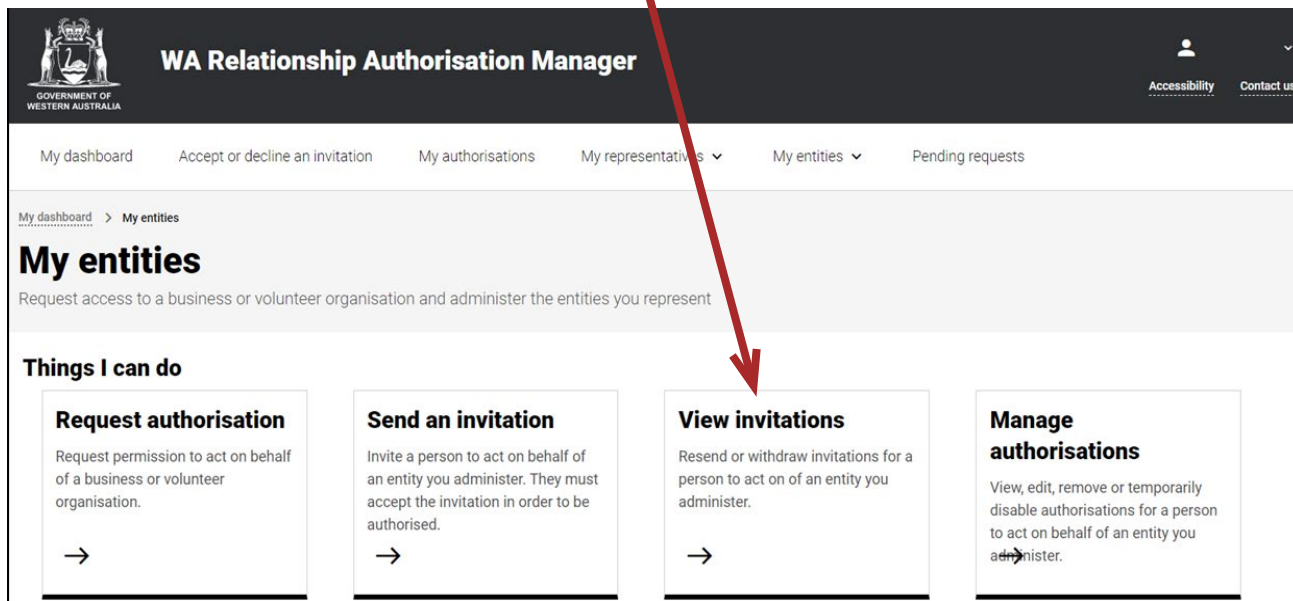 GOVERNMENT OF
WESTERN AUSTRALIA
WA Relationship Authorisation Manager
Accessibility
Contact us
My dashboard
Accept or decline an invitation
My authorisations
My representatives
My entities
Pending requests
My dashboard > My entities
My entities
Request access to a business or volunteer organisation and administer the entities you represent
Things I can do
Request authorisation
Request permission to act on behalf
of a business or volunteer
organisation.
Send an invitation
Invite a person to act on behalf of
an entity you administer. They must
accept the invitation in order to be
authorised.
View invitations
Resend or withdraw invitations for a
person to act on of an entity you
administer.
Manage
authorisations
View, edit, remove or temporarily
disable authorisations for a person
to act on behalf of an entity you
administer.